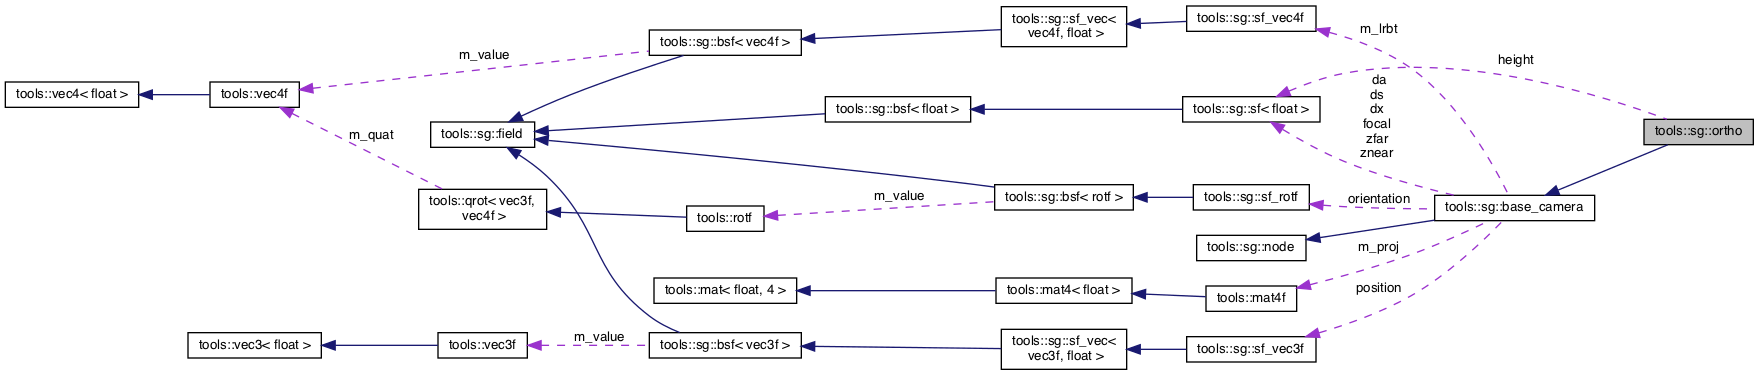 tools::sg::sf_vec<
vec4f, float >
tools::sg::sf_vec4f
m_lrbt
tools::sg::bsf< vec4f >
m_value
height
tools::vec4< float >
tools::vec4f
da
ds
dx
focal
zfar
znear
tools::sg::bsf< float >
tools::sg::sf< float >
tools::sg::field
tools::sg::ortho
m_quat
tools::qrot< vec3f,
vec4f >
m_value
tools::rotf
tools::sg::bsf< rotf >
tools::sg::sf_rotf
orientation
tools::sg::base_camera
tools::sg::node
m_proj
tools::mat< float, 4 >
tools::mat4< float >
tools::mat4f
position
tools::vec3< float >
tools::vec3f
m_value
tools::sg::bsf< vec3f >
tools::sg::sf_vec<
vec3f, float >
tools::sg::sf_vec3f